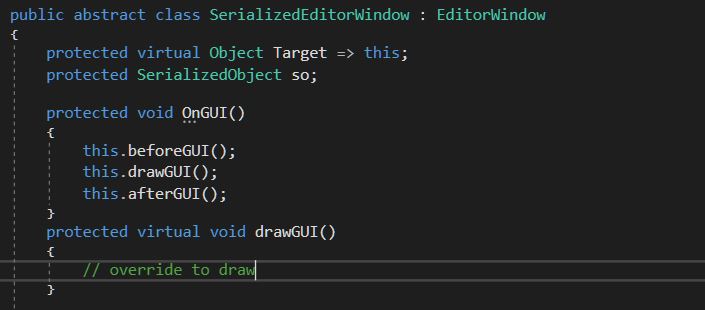 public abstract class SerializedEditorWindow : EditorWindow
{
    protected virtual Object Target => this;
    protected SerializedObject so;

    protected void OnGUI()
    {
        this.beforeGUI();
        this.drawGUI();
        this.afterGUI();
    }
    protected virtual void drawGUI()
    {
        // override to draw
    }